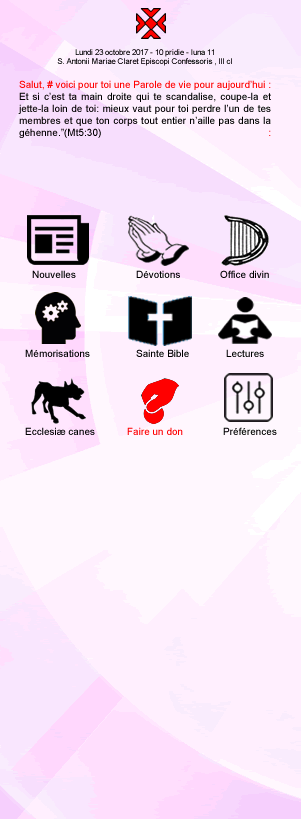 Lundi 23 octobre 2017 - 10 pridie - luna 11
S. Antonii Mariae Claret Episcopi Confessoris , III cl
Salut, # voici pour toi une Parole de vie pour aujourd'hui :
Et si c'est ta main droite qui te scandalise, coupe-la et
jette-la loin de toi: mieux vaut pour toi perdre l'un de tes
membres et que ton corps tout entier n'aille pas dans la
géhenne."(Mt5:30) :
Nouvelles Dévotions Office divin
Mémorisations Sainte Bible Lectures
Ecclesiæ canes Faire un don Préférences